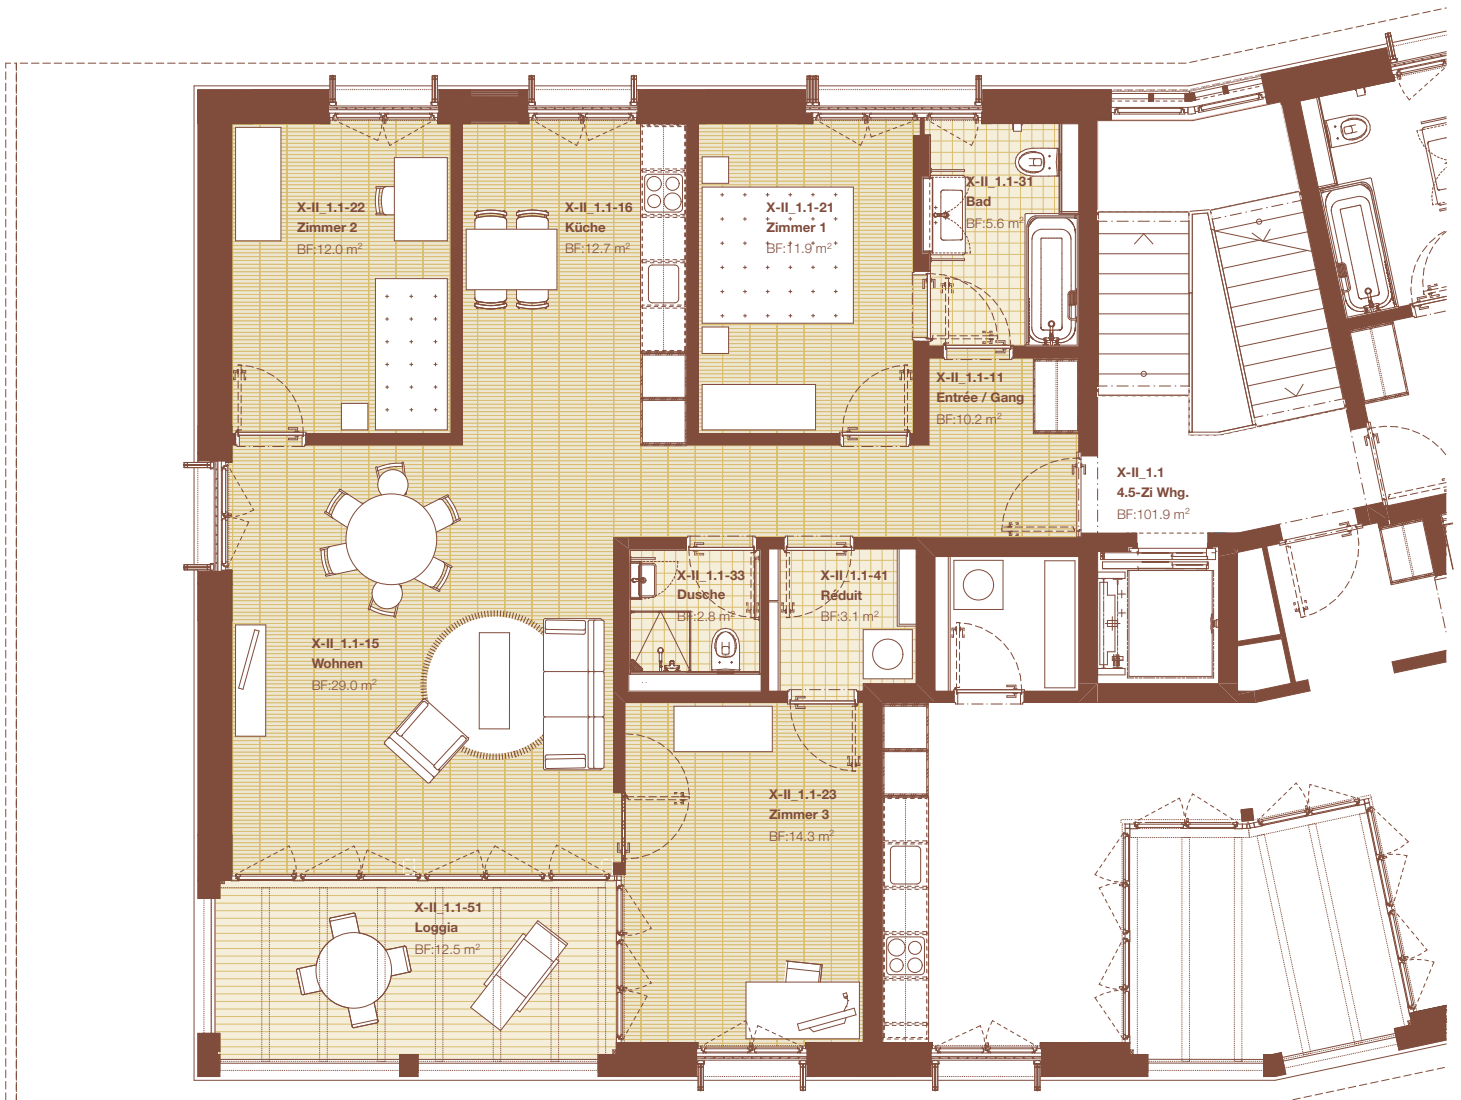 X-II_1.1-22
Zimmer 2
BF:12.0 m²
X-II_1.1-16
Küche
BF:12.7 m²
X-II_1.1-21
Zimmer 1
BF:11.9 m²
X-II_1.1-31
Bad
BF:5.6 m²
X-II_1.1-11
Entrée / Gang
BF:10.2 m²
X-II_1.1
4.5-Zi Whg.
BF:101.9 m²
X-II_1.1-33
Dusche
BF:2.8 m²
X-II_1.1-41
Réduit
BF:3.1 m²
X-II_1.1-15
Wohnen
BF:29.0 m²
X-II_1.1-23
Zimmer 3
BF:14.3 m²
X-II_1.1-51
Loggia
BF:12.5 m²